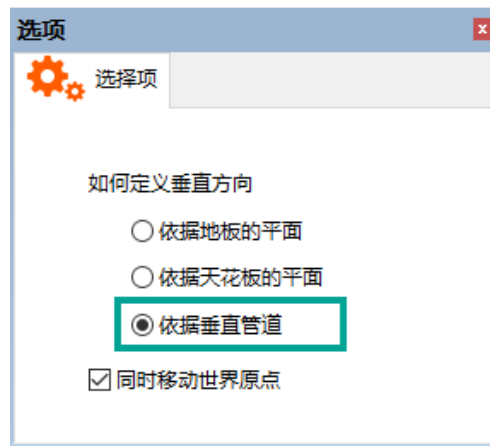 选项
选择项
如何定义垂直方向
依据地板的平面
依据天花板的平面
依据垂直管道
同时移动世界原点